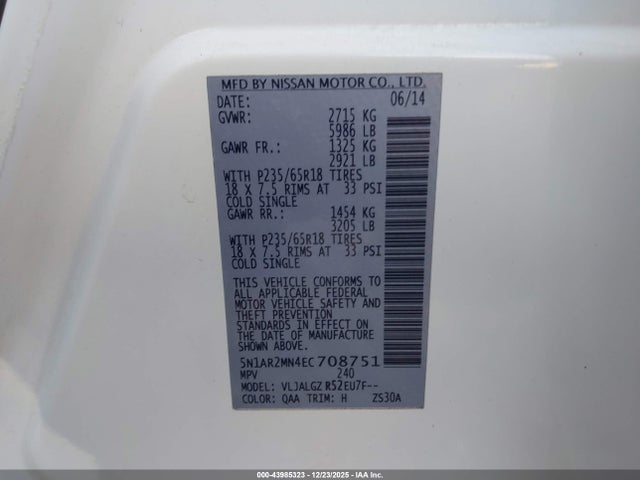 MFD BY NISSAN MOTOR CO., LTD.
DATE: 06/14
GVWR: 2715 KG
5986 LB
GAWR FR.: 1325 KG
2921 LB
WITH P235/65R18 TIRES
18 X 7.5 RIMS AT 33 PSI
COLD SINGLE
GAWR RR.: 1454 KG
3205 LB
WITH P235/65R18 TIRES
18 X 7.5 RIMS AT 33 PSI
COLD SINGLE
THIS VEHICLE CONFORMS TO
ALL APPLICABLE FEDERAL
MOTOR VEHICLE SAFETY AND
THEFT PREVENTION
STANDARDS IN EFFECT ON
THE DATE OF MANUFACTURE
SHOWN ABOVE.
5N1AR2MN4EC708751
MPV 240
MODEL: VLJALGZ R52EU7F--
COLOR: QAA TRIM: H ZS30A
000-43985323 - 12/23/2025 - IAA Inc.